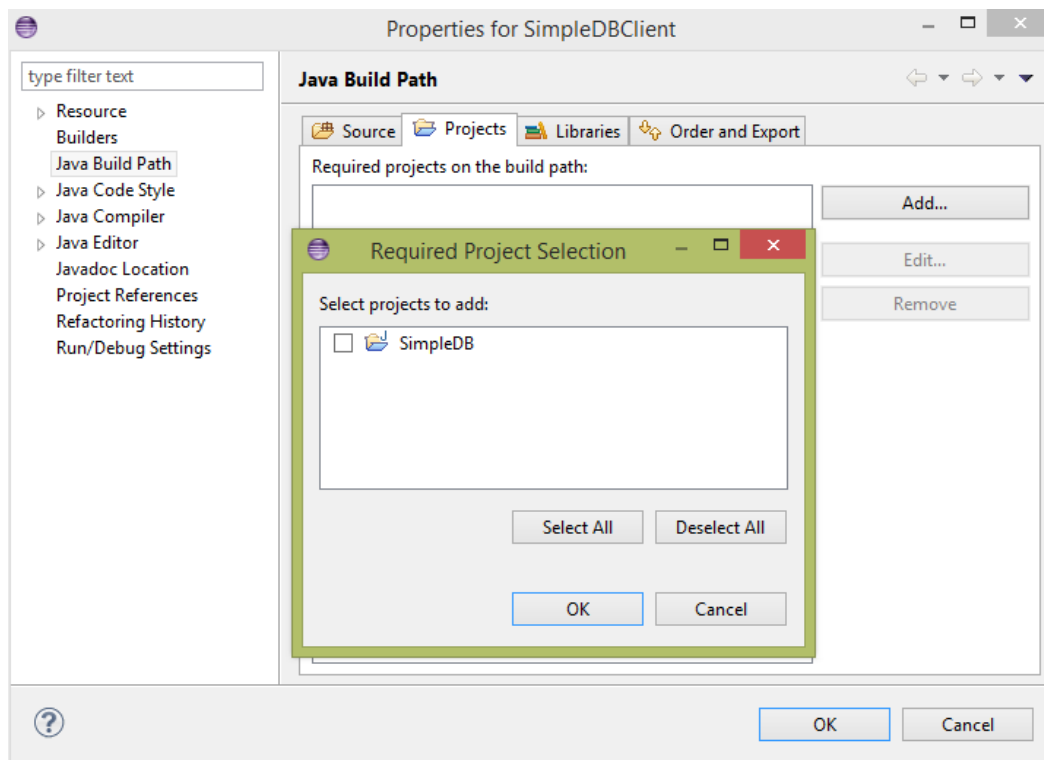 Properties for SimpleDBClient
type filter text
Resource
Builders
Java Build Path
Java Code Style
Java Compiler
Java Editor
Javadoc Location
Project References
Refactoring History
Run/Debug Settings
Java Build Path
Source Projects Libraries Order and Export
Required projects on the build path:
Add...
Edit...
Remove
Required Project Selection
Select projects to add:
SimpleDB
Select All Deselect All
OK Cancel
OK Cancel